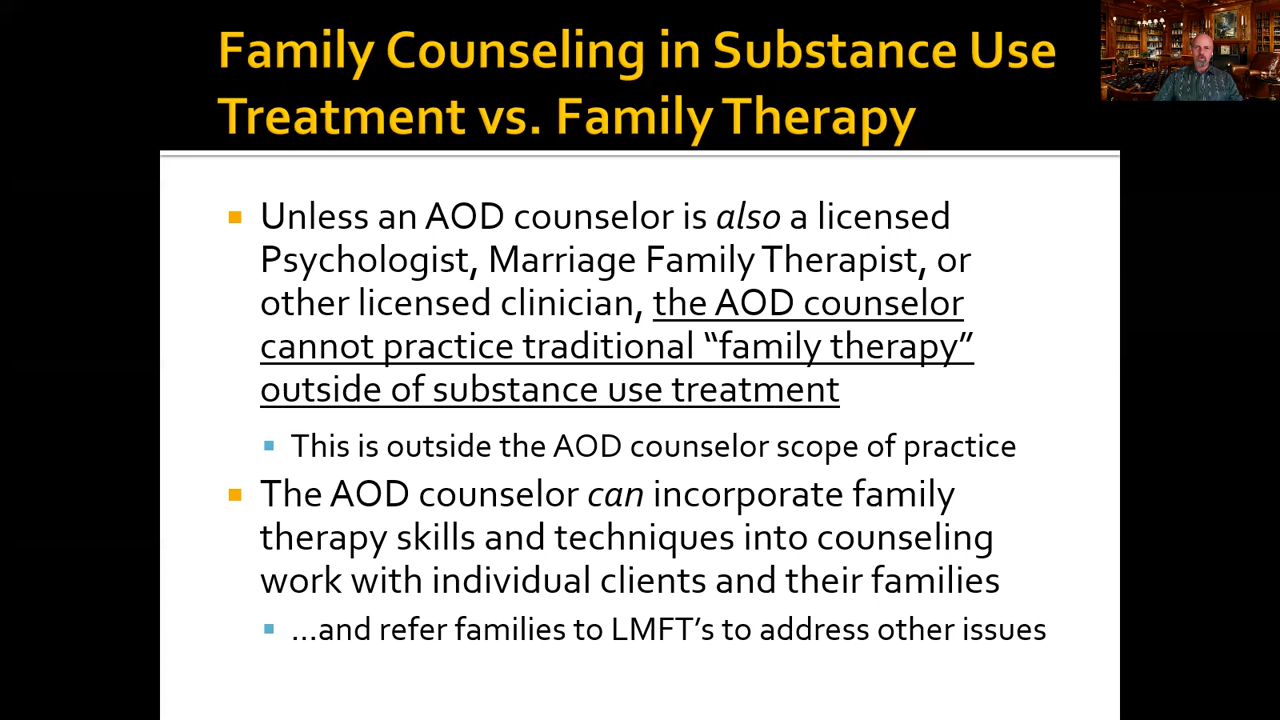 Family Counseling in Substance Use
Treatment vs. Family Therapy
Unless an AOD counselor is also a licensed
Psychologist, Marriage Family Therapist, or
other licensed clinician, the AOD counselor
cannot practice traditional “family therapy”
outside of substance use treatment
This is outside the AOD counselor scope of practice
The AOD counselor can incorporate family
therapy skills and techniques into counseling
work with individual clients and their families
...and refer families to LMFT’s to address other issues